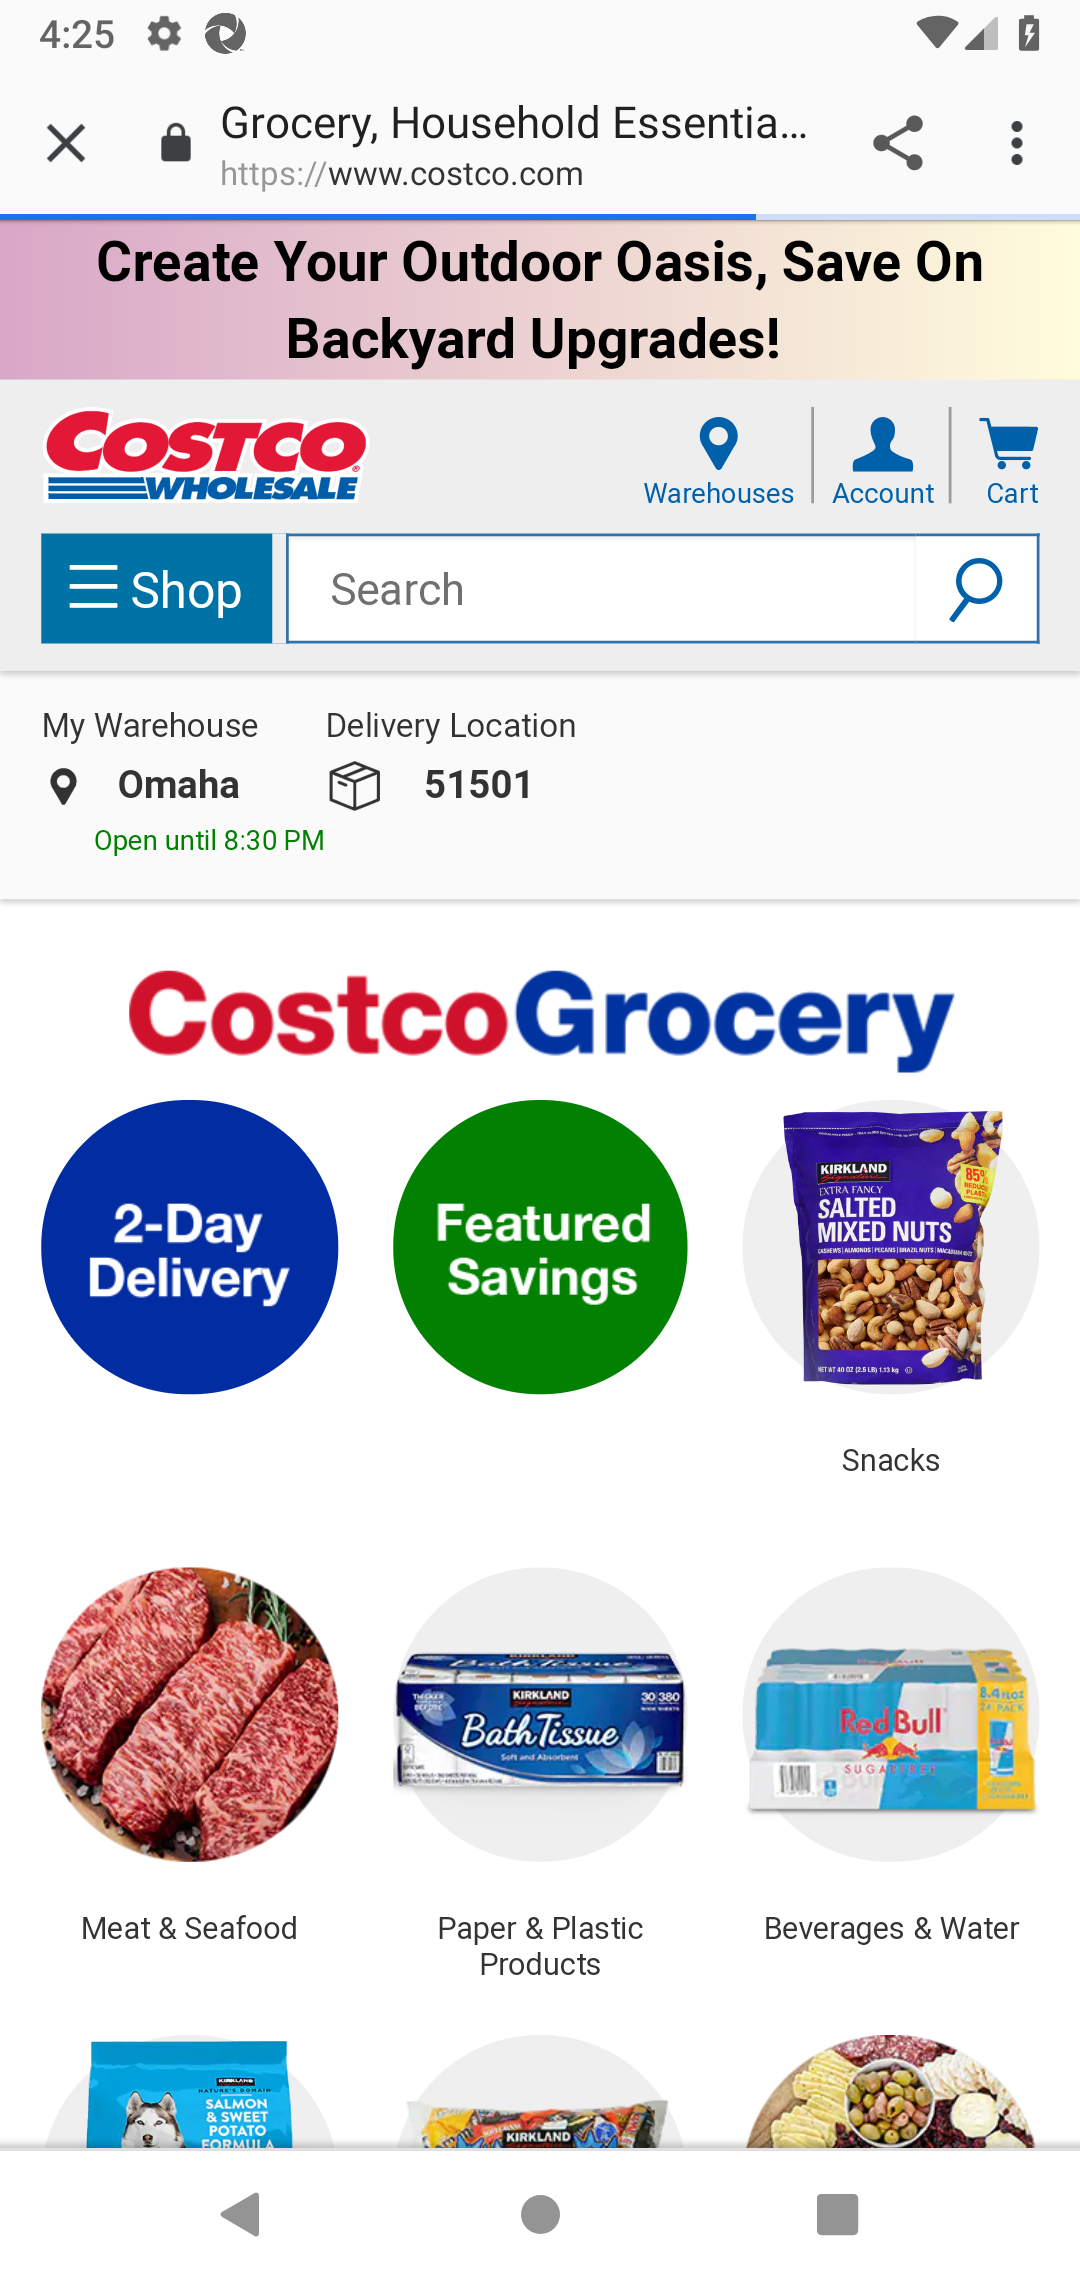 4:25
Grocery, Household Essentia...
https://www.costco.com
Create Your Outdoor Oasis, Save On
Backyard Upgrades!
COSTCO
WHOLESALE
Warehouses
Account
Cart
Shop
Search
My Warehouse
Delivery Location
Omaha
51501
Open until 8:30 PM
CostcoGrocery
2-Day
Delivery
Featured
Savings
KIRKLAND
Signature
EXTRA FANCY
SALTED
MIXED NUTS
CASHEWS | ALMONDS | PECANS | BRAZIL NUTS | MACADAMIA NUTS
85%
NET WT 40 OZ (2.5 LB) 1.13 kg
Snacks
KIRKLAND
Signature
30 380
Bath Tissue
Soft and Absorbent
RedBull
SUGARFREE
8.4 fl oz
24 PACK
Meat & Seafood
Paper & Plastic
Products
Beverages & Water
KIRKLAND
NATURE'S DOMAIN
SALMON
& SWEET
POTATO
FORMULA
KIRKLAND